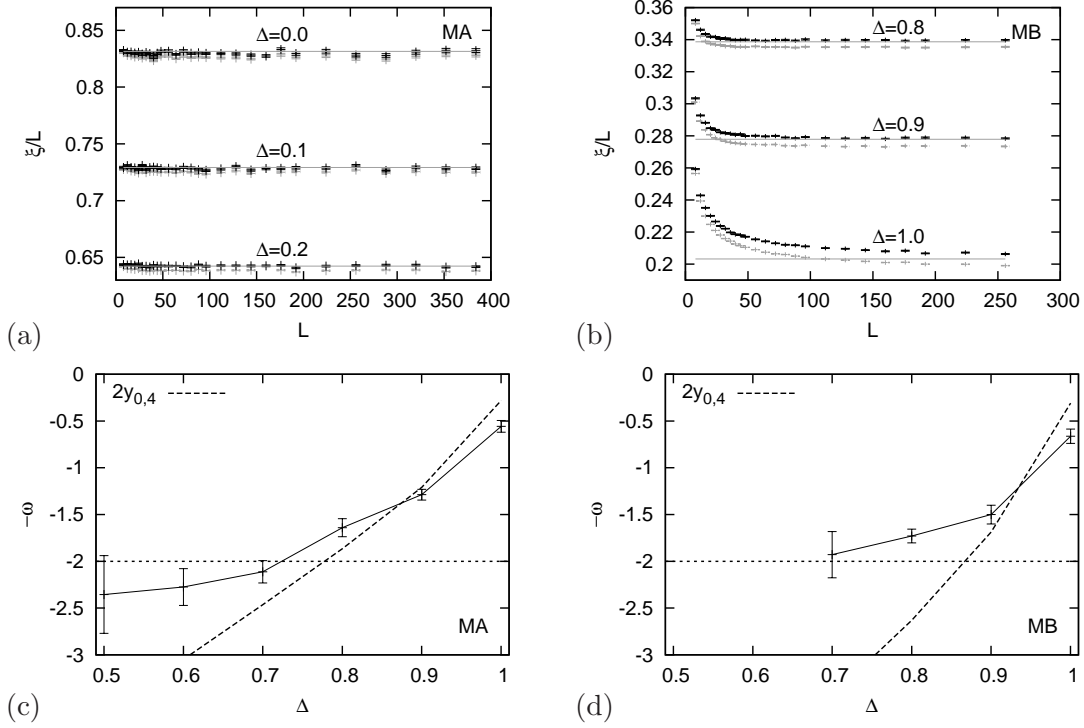 0.85
0.8
0.75
0.7
0.65
ξ/L
Δ=0.0
Δ=0.1
Δ=0.2
MA
0 50 100 150 200 250 300 350 400
L
(a)
0.36
0.34
0.32
0.3
0.28
0.26
0.24
0.22
0.2
ξ/L
Δ=0.8
Δ=0.9
Δ=1.0
MB
0 50 100 150 200 250 300
L
(b)
0
-0.5
-1
-1.5
-2
-2.5
-3
-ω
2y0,4
MA
0.5 0.6 0.7 0.8 0.9 1
Δ
(c)
0
-0.5
-1
-1.5
-2
-2.5
-3
-ω
2y0,4
MB
0.5 0.6 0.7 0.8 0.9 1
Δ
(d)